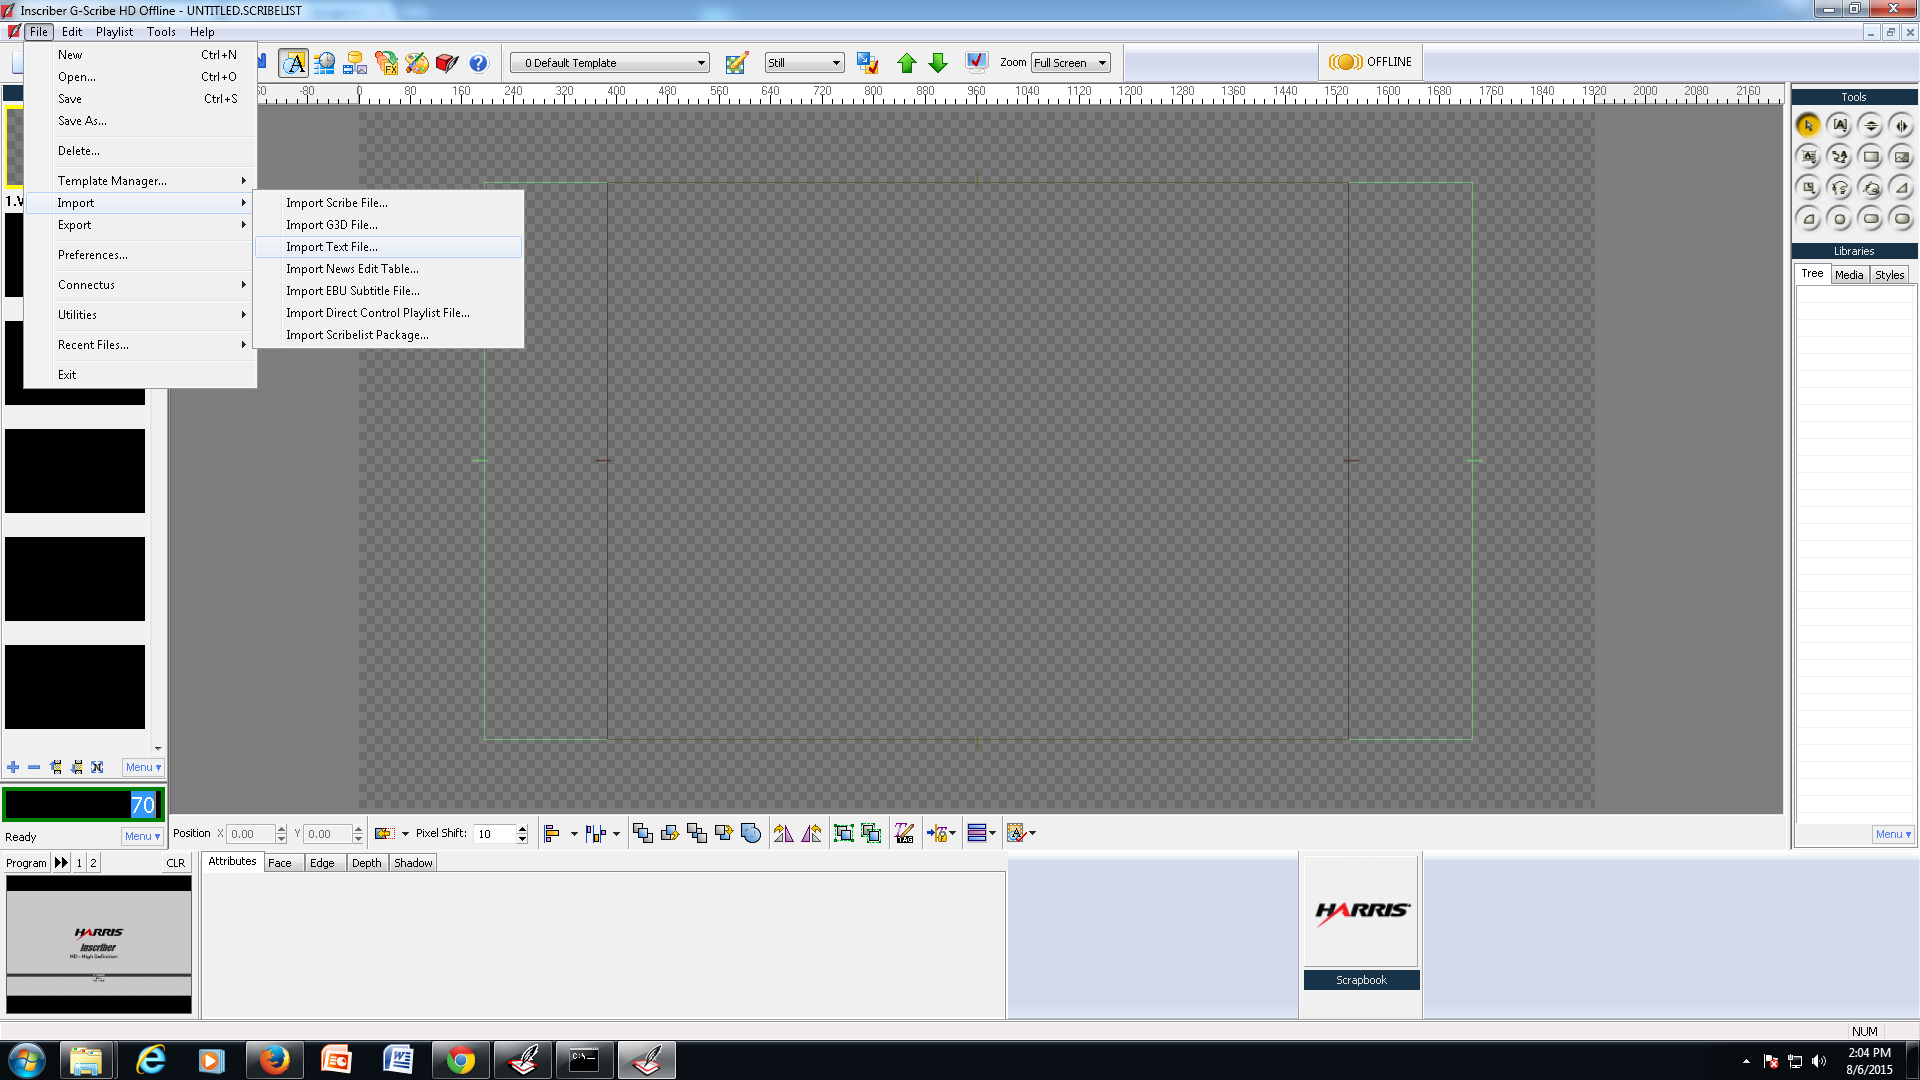 Inscriber G-Scribe HD Offline - UNTITLED.SCRIBELIST
File Edit Playlist Tools Help
New Ctrl+N
Open... Ctrl+O
Save Ctrl+S
Save As...
Delete...
Template Manager...
Import
Export
Preferences...
Connectus
Utilities
Recent Files...
Exit
Import Scribe File...
Import G3D File...
Import Text File...
Import News Edit Table...
Import EBU Subtitle File...
Import Direct Control Playlist File...
Import Scribelist Package...
0 Default Template Still Zoom Full Screen OFFLINE
-80 0 80 160 240 320 400 480 560 640 720 800 880 960 1040 1120 1200 1280 1360 1440 1520 1600 1680 1760 1840 1920 2000 2080 2160
Tools
Libraries
Tree Media Styles
Menu
Menu
70
Ready Menu
Position X 0.00 Y 0.00 Pixel Shift: 10 TAG
Program 1 2 CLR
Attributes Face Edge Depth Shadow
HARRIS
Inscriber
HD - High Definition
HARRIS
Scrapbook
NUM
2:04 PM
8/6/2015